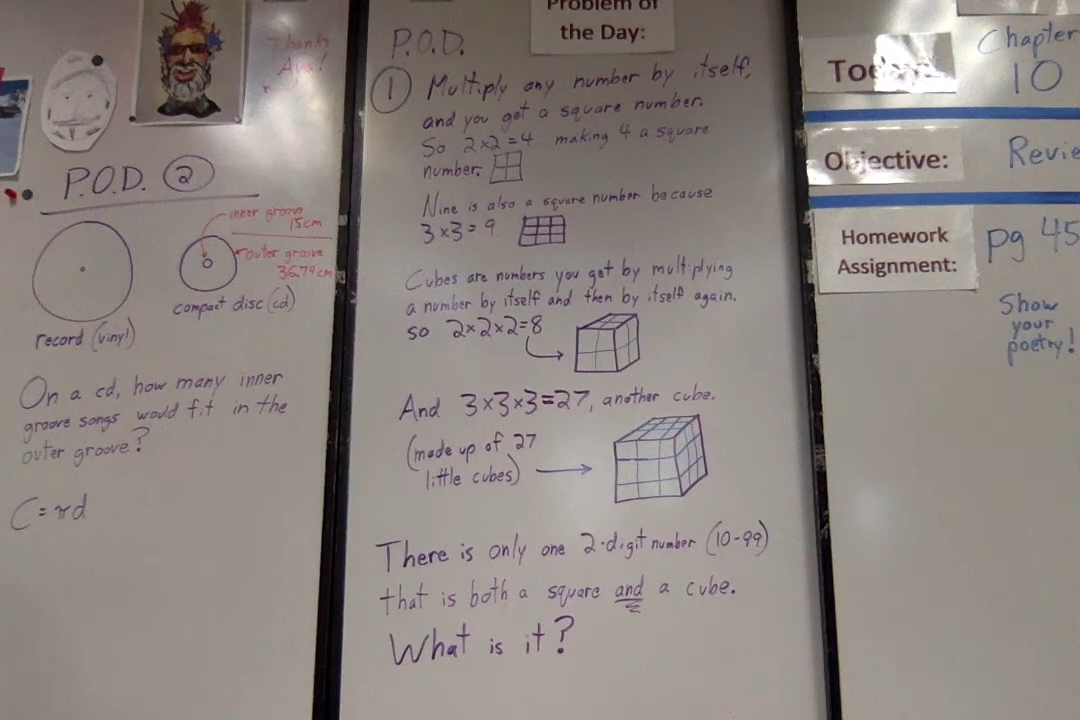 Thanks
Ava!
P.O.D. 2
inner groove
15cm
outer groove
36.74cm
compact disc (cd)
record (vinyl)
On a cd, how many inner
groove songs would fit in the
outer groove?
C = πd
Problem of
the Day:
P.O.D.
1 Multiply any number by itself,
and you get a square number.
So 2×2=4 making 4 a square
number.
Nine is also a square number because
3×3=9
Cubes are numbers you get by multiplying
a number by itself and then by itself again.
so 2×2×2=8
And 3×3×3=27, another cube.
(made up of 27
little cubes)
There is only one 2-digit number (10-99)
that is both a square and a cube.
What is it?
Chapter
10
Objective:
Homework
Assignment:
pg 45
Show
your
poetry!